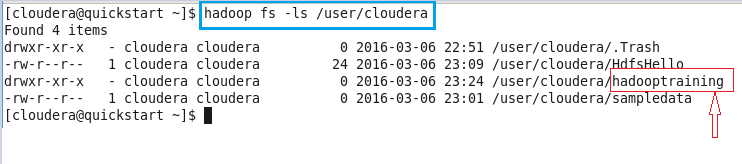 [cloudera@quickstart ~]$ hadoop fs -ls /user/cloudera
Found 4 items
drwxr-xr-x   - cloudera cloudera          0 2016-03-06 22:51 /user/cloudera/.Trash
-rw-r--r--   1 cloudera cloudera         24 2016-03-06 23:09 /user/cloudera/HdfsHello
drwxr-xr-x   - cloudera cloudera          0 2016-03-06 23:24 /user/cloudera/hadooptraining
-rw-r--r--   1 cloudera cloudera          0 2016-03-06 23:01 /user/cloudera/sampledata
[cloudera@quickstart ~]$